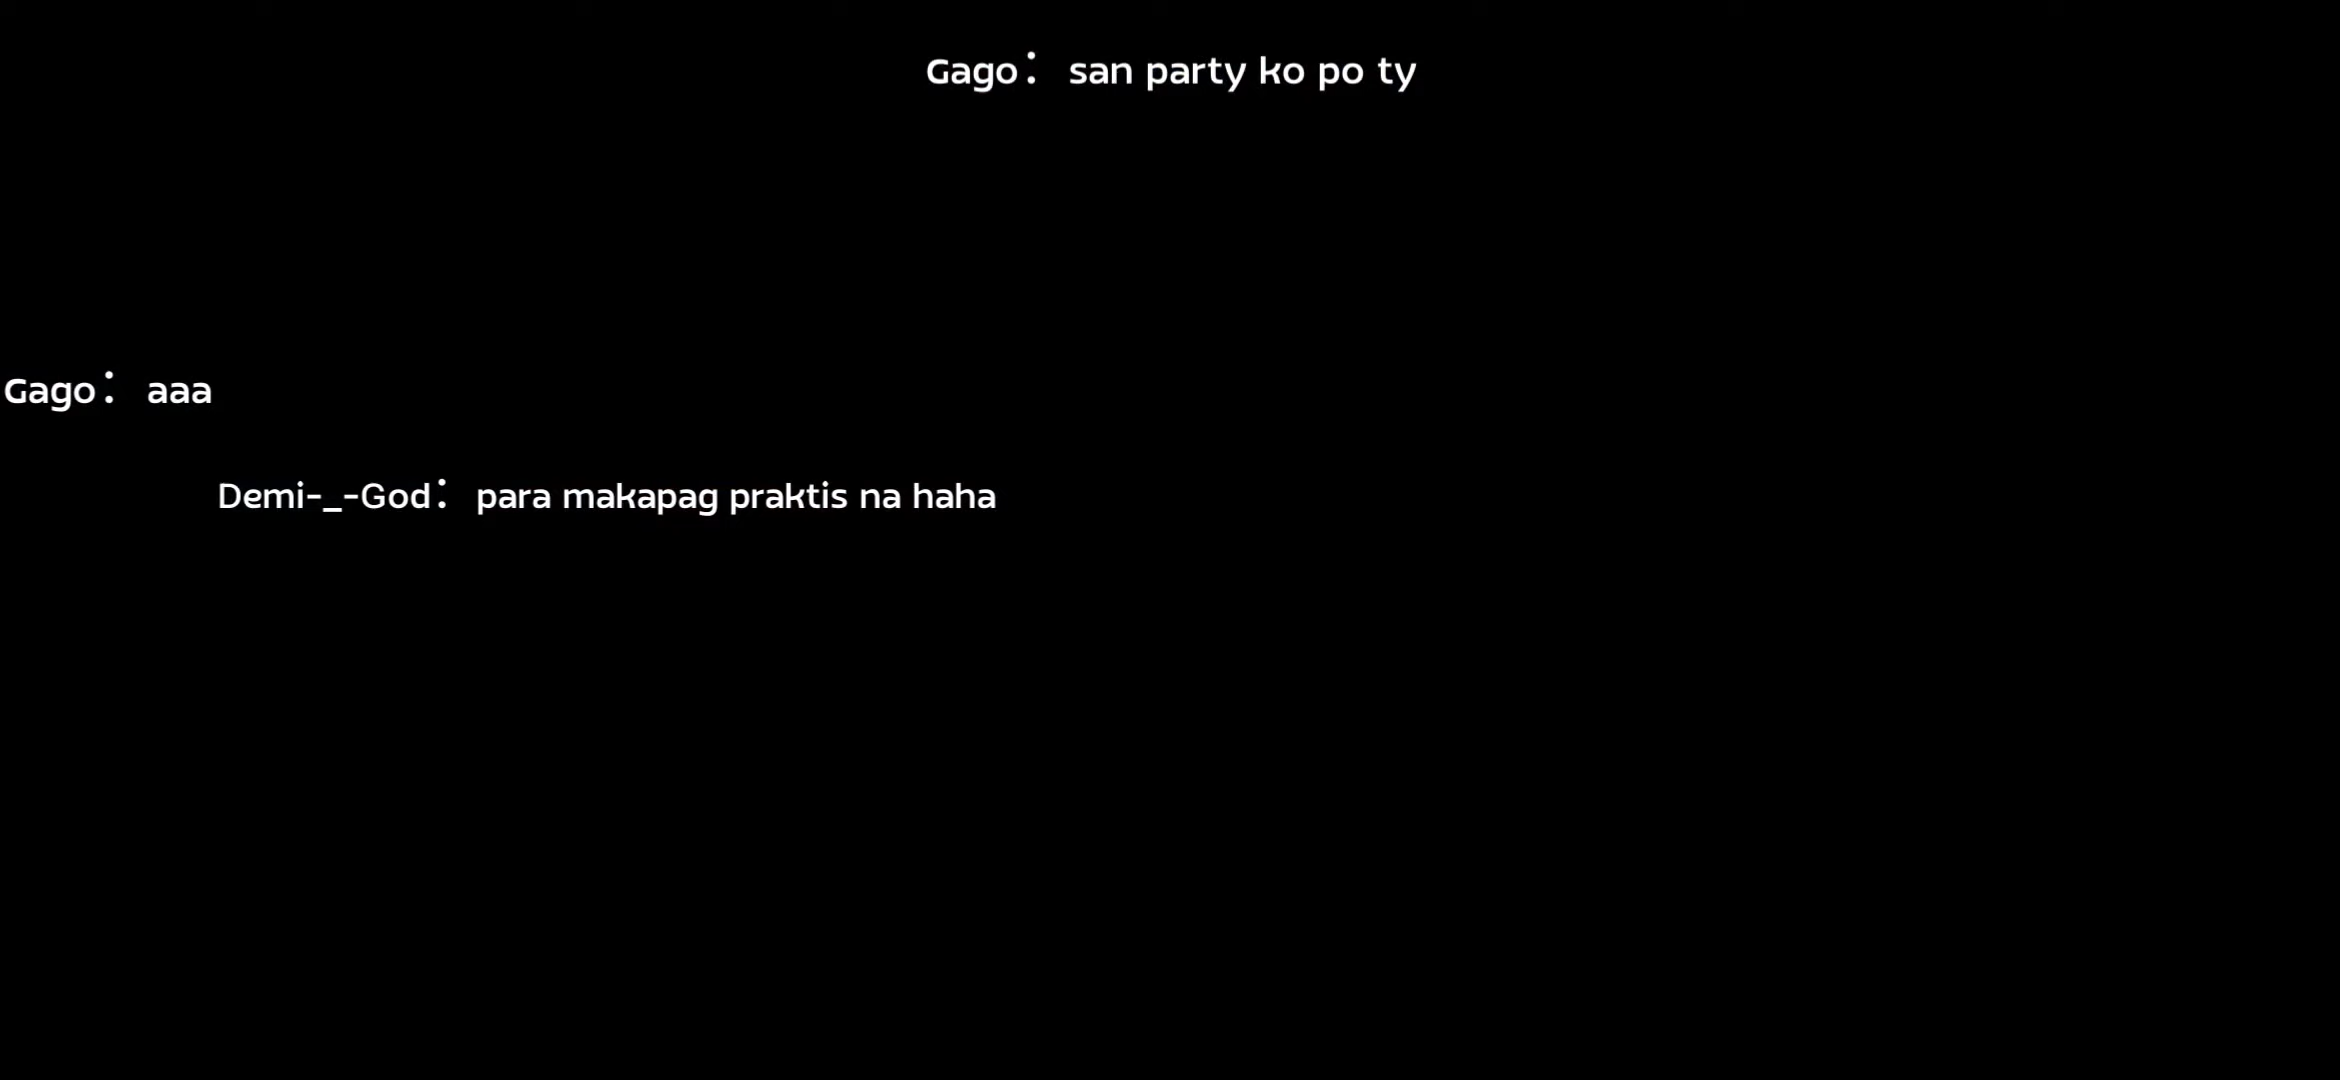 Gago: san party ko po ty
Gago: aaa
Demi-_-God: para makapag praktis na haha